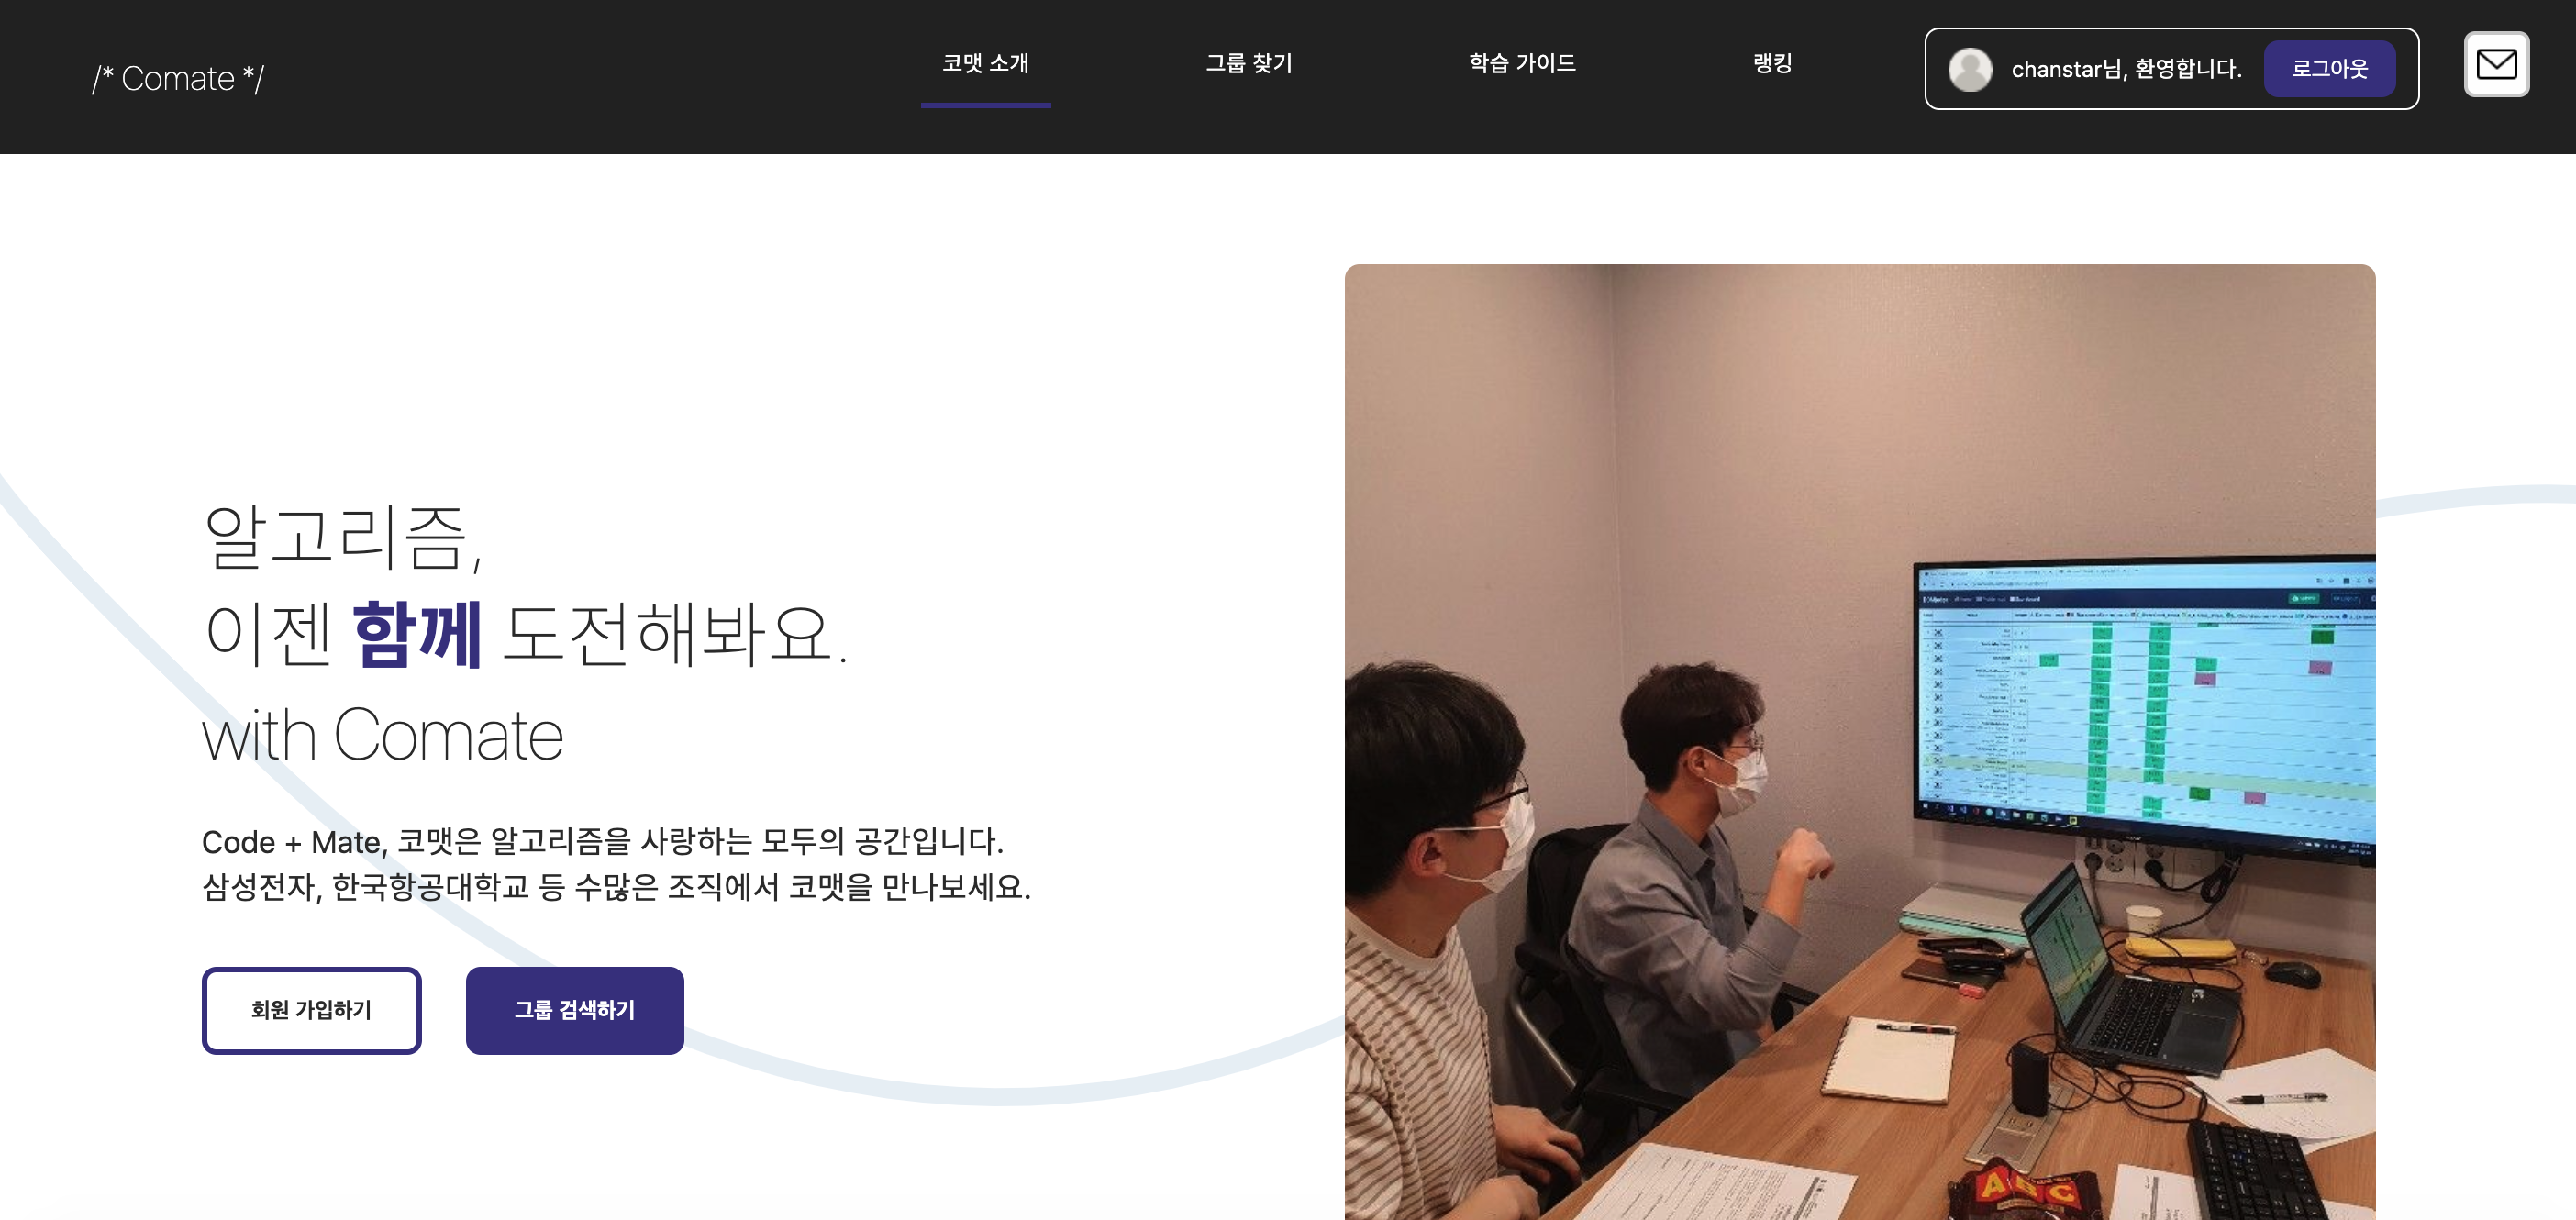 /* Comate */
코맷 소개
그룹 찾기
학습 가이드
랭킹
chanstar님, 환영합니다.
로그아웃
알고리즘,
이젠 함께 도전해봐요.
with Comate
Code + Mate, 코맷은 알고리즘을 사랑하는 모두의 공간입니다.
삼성전자, 한국항공대학교 등 수많은 조직에서 코맷을 만나보세요.
회원 가입하기
그룹 검색하기
ABC